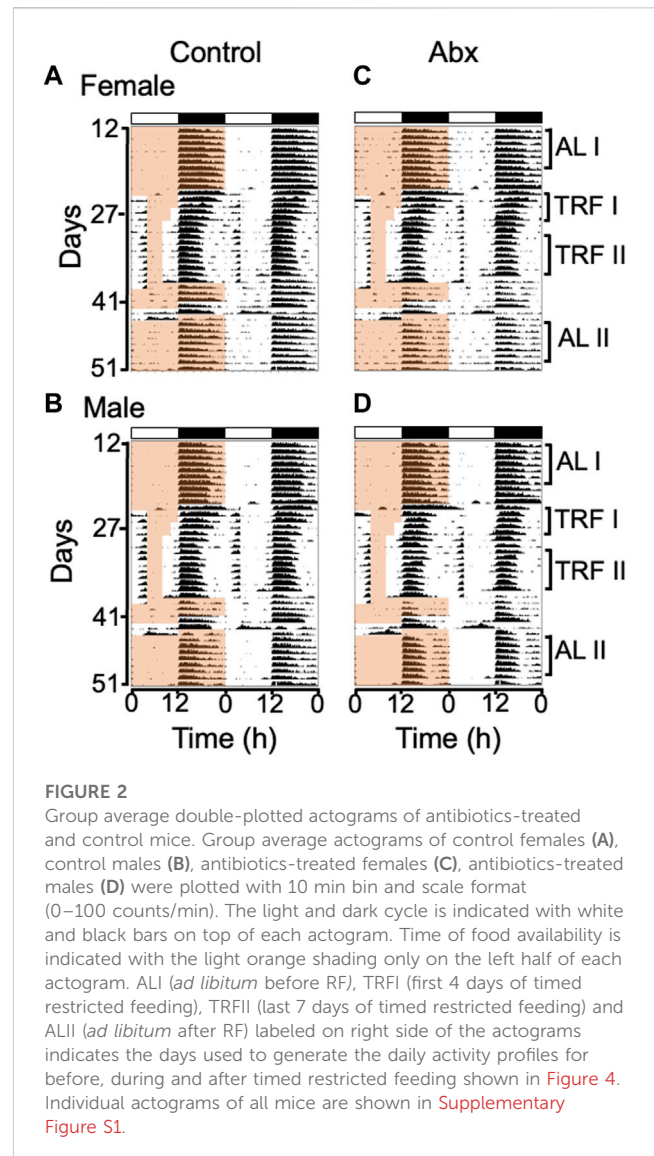 Control
Abx
A
Female
C
12
27
41
51
Days
AL I
TRF I
TRF II
AL II
B
Male
D
12
27
41
51
Days
AL I
TRF I
TRF II
AL II
0 12 0 12 0
0 12 0 12 0
Time (h)
Time (h)
FIGURE 2
Group average double-plotted actograms of antibiotics-treated
and control mice. Group average actograms of control females (A),
control males (B), antibiotics-treated females (C), antibiotics-treated
males (D) were plotted with 10 min bin and scale format
(0–100 counts/min). The light and dark cycle is indicated with white
and black bars on top of each actogram. Time of food availability is
indicated with the light orange shading only on the left half of each
actogram. ALI (ad libitum before RF), TRFI (first 4 days of timed
restricted feeding), TRFII (last 7 days of timed restricted feeding) and
ALII (ad libitum after RF) labeled on right side of the actograms
indicates the days used to generate the daily activity profiles for
before, during and after timed restricted feeding shown in Figure 4.
Individual actograms of all mice are shown in Supplementary
Figure S1.